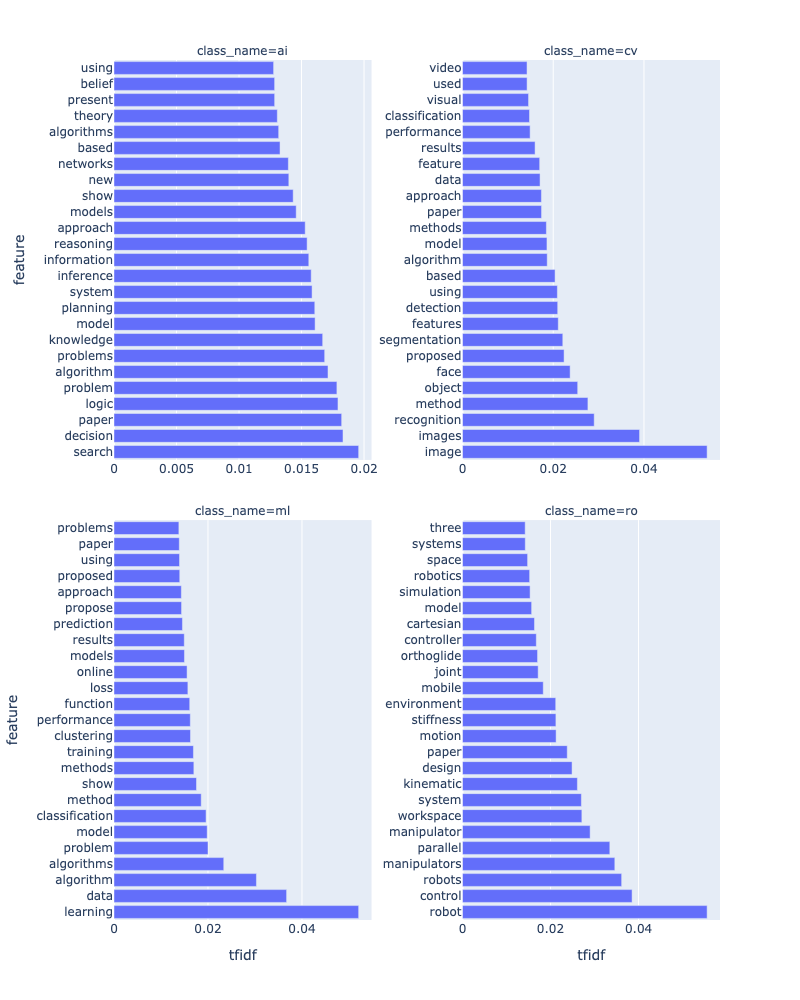 class_name=ai
using
belief
present
theory
algorithms
based
networks
new
show
models
approach
reasoning
information
inference
system
planning
model
knowledge
problems
algorithm
problem
logic
paper
decision
search
0 0.005 0.01 0.015 0.02
feature
class_name=cv
video
used
visual
classification
performance
results
feature
data
approach
paper
methods
model
algorithm
based
using
detection
features
segmentation
proposed
face
object
method
recognition
images
image
0 0.02 0.04
class_name=ml
problems
paper
using
proposed
approach
propose
prediction
results
models
online
loss
function
performance
clustering
training
methods
show
method
classification
model
problem
algorithms
algorithm
data
learning
0 0.02 0.04
tfidf
feature
class_name=ro
three
systems
space
robotics
simulation
model
cartesian
controller
orthoglide
joint
mobile
environment
stiffness
motion
paper
design
kinematic
system
workspace
manipulator
parallel
manipulators
robots
control
robot
0 0.02 0.04
tfidf